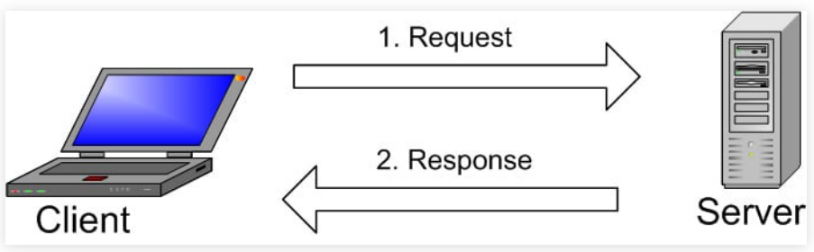 1. Request
2. Response
Client
Server